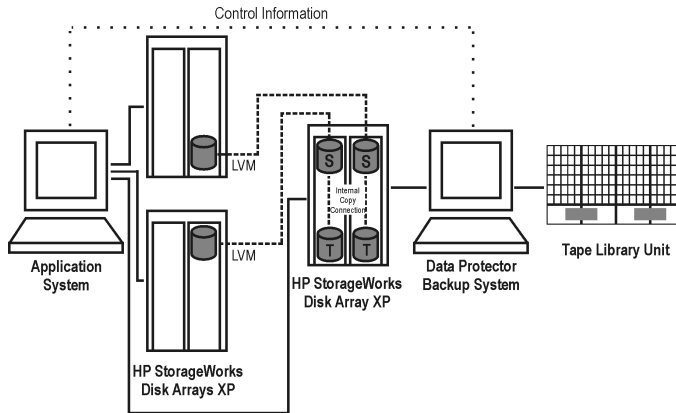 Control Information
LVM
S
S
Internal
Copy
Connection
T
T
LVM
Application
System
HP StorageWorks
Disk Arrays XP
HP StorageWorks
Disk Array XP
Data Protector
Backup System
Tape Library Unit